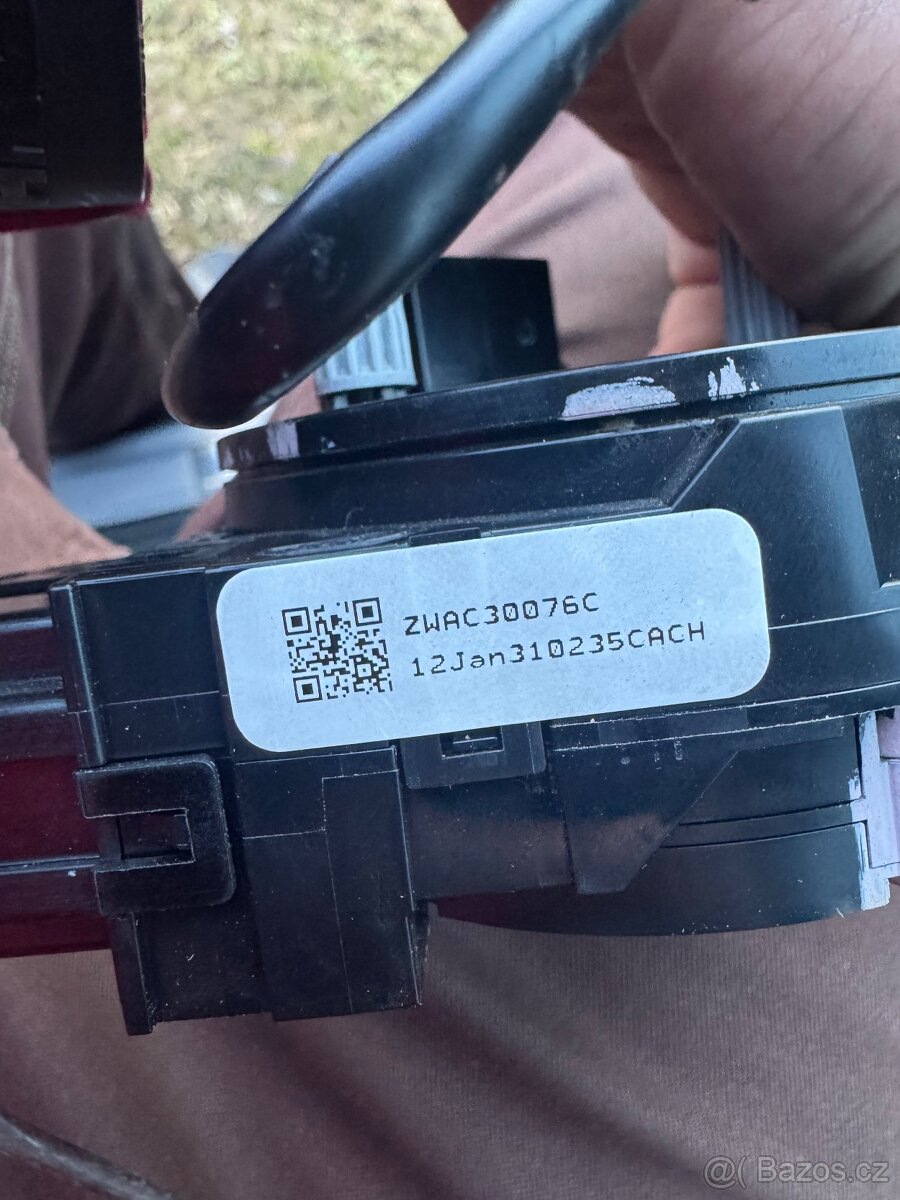 ZWAC30076C
12Jan310235CACH
@( Bazos.cz